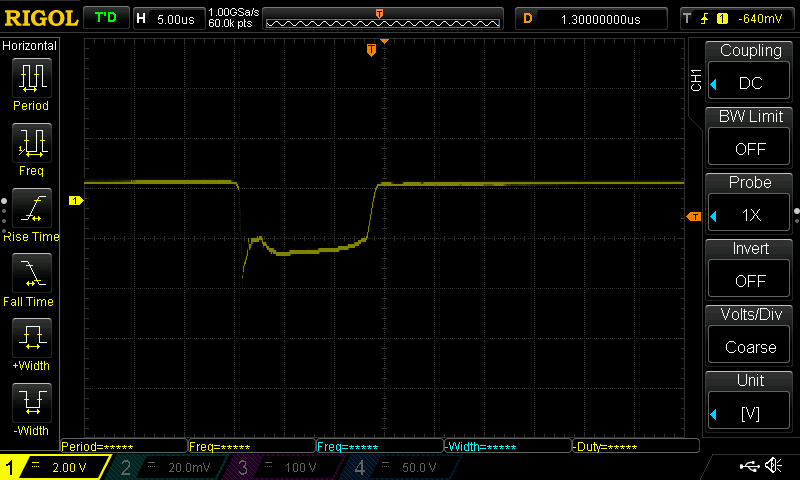 RIGOL T'D H 5.00us 1.00GSa/s 60.0k pts T D 1.30000000us T 1 -640mV
Horizontal
Period
Freq
Rise Time
Fall Time
+Width
-Width
T
1
T
CH1
Coupling
DC
BW Limit
OFF
Probe
1X
Invert
OFF
Volts/Div
Coarse
Unit
[V]
Period=***** Freq=***** Freq=***** -Width=***** -Duty=*****
1 2.00 V 2 20.0mV 3 100 V 4 50.0 V